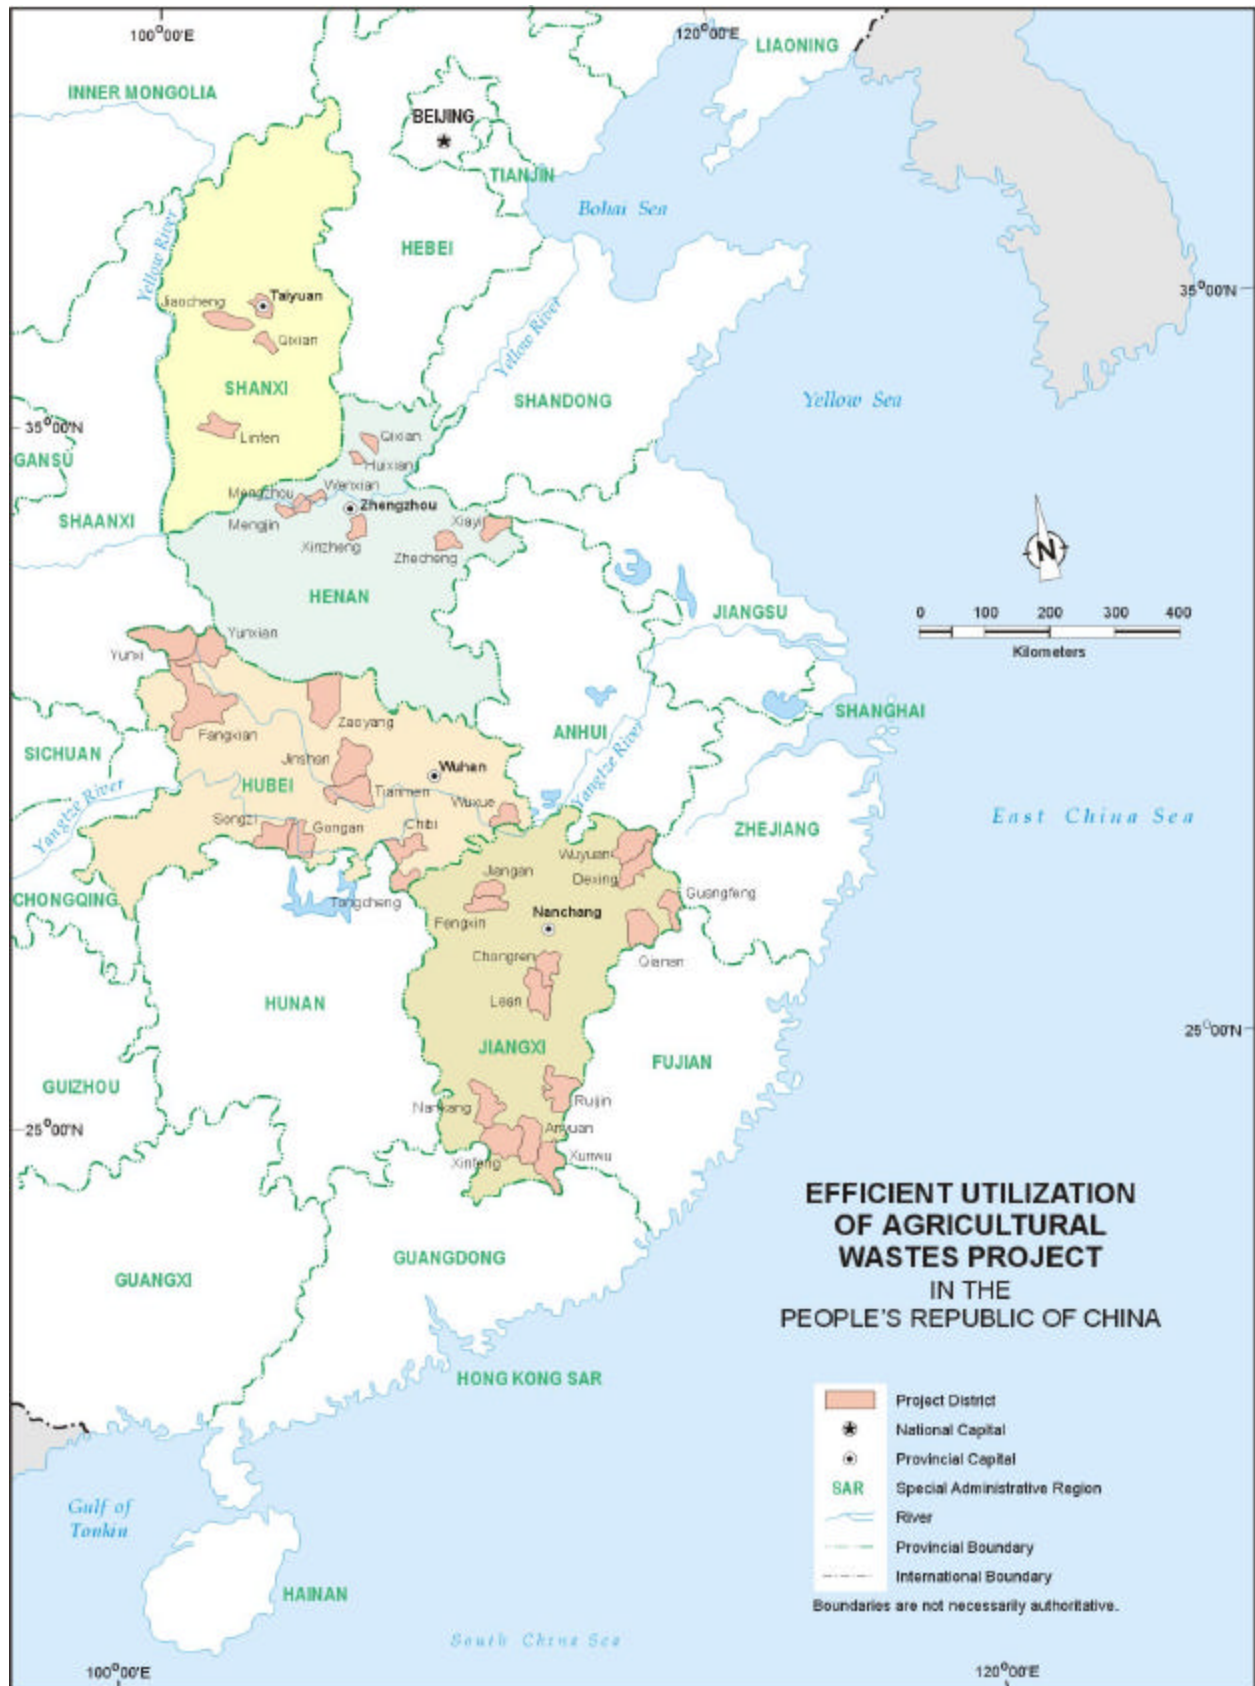 100°00'E
120°00'E
LIAONING
INNER MONGOLIA
BEIJING
TIANJIN
Bohai Sea
HEBEI
Yellow River
Jiaocheng
Taiyuan
35°00'N
Qixian
Yellow River
SHANXI
SHANDONG
Yellow Sea
35°00'N
Linfen
Qixian
GANSU
Huixian
Mengzhou
Wenxian
Zhengzhou
SHAANXI
Mengjin
Xiayi
Xinzheng
Zhecheng
N
HENAN
JIANGSU
0 100 200 300 400
Kilometers
Yunxian
Yunxi
SHANGHAI
Zaoyang
Fangxian
ANHUI
SICHUAN
Jinshan
Yangtze River
Wuhan
HUBEI
Tianmen
Yangtze River
Wuxue
East China Sea
Songzi
Gongan
Chibi
ZHEJIANG
Wuyuan
Jiangan
Dexing
CHONGQING
Tongcheng
Guangfeng
Fengxin
Nanchang
Chongren
Qianan
Lean
HUNAN
25°00'N
JIANGXI
FUJIAN
GUIZHOU
Nankang
Ruijin
25°00'N
Anyuan
Xinfeng
Xunwu
EFFICIENT UTILIZATION
OF AGRICULTURAL
WASTES PROJECT
IN THE
PEOPLE'S REPUBLIC OF CHINA
GUANGDONG
GUANGXI
HONG KONG SAR
Project District
National Capital
Provincial Capital
SAR Special Administrative Region
River
Provincial Boundary
International Boundary
Boundaries are not necessarily authoritative.
Gulf of
Tonkin
HAINAN
South China Sea
100°00'E
120°00'E